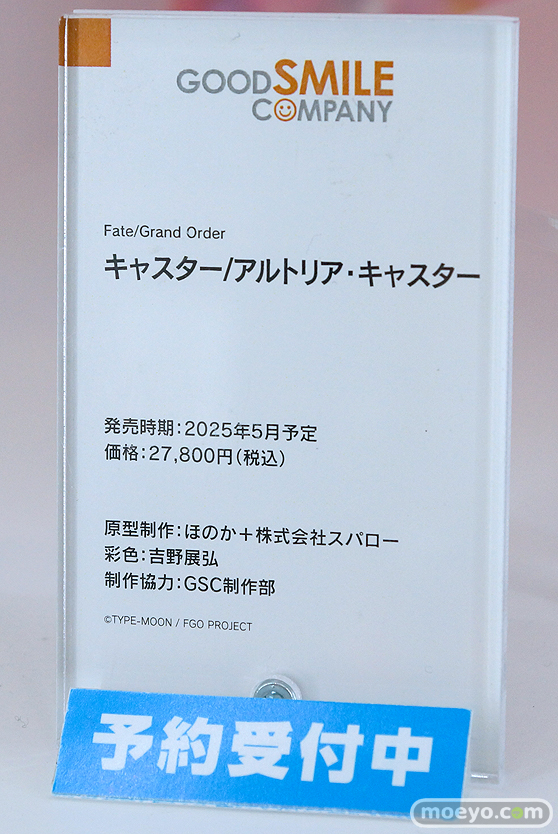 GOODSMILE
COMPANY
Fate/Grand Order
キャスター/アルトリア・キャスター
発売時期：2025年5月予定
価格：27,800円（税込）
原型制作：ほのか＋株式会社スパロー
彩色：吉野展弘
制作協力：GSC制作部
©TYPE-MOON / FGO PROJECT
予約受付中
moeyo.com